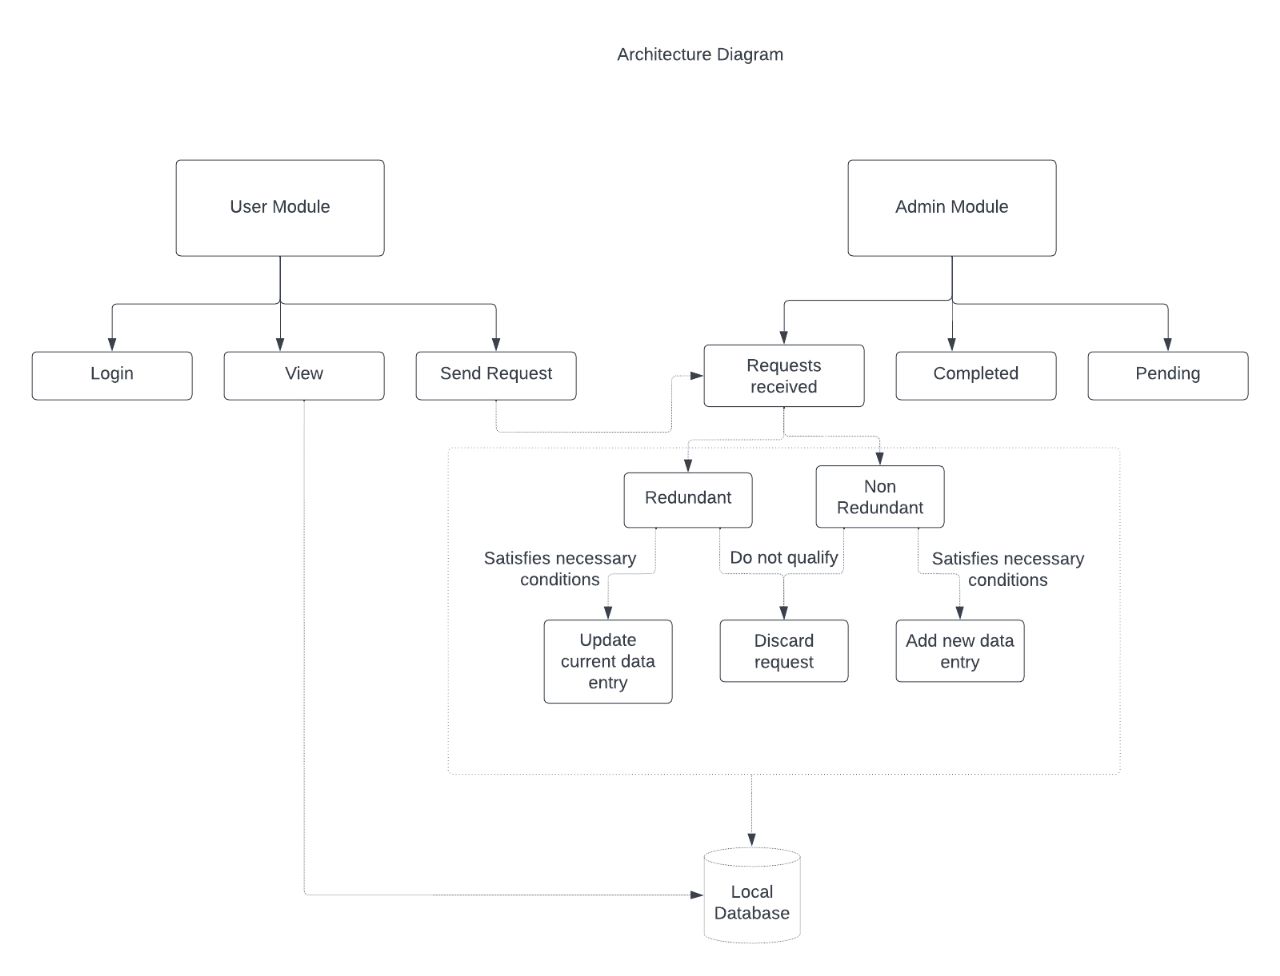 Architecture Diagram
User Module
Admin Module
Login
View
Send Request
Requests
received
Completed
Pending
Redundant
Non
Redundant
Satisfies necessary
conditions
Do not qualify
Satisfies necessary
conditions
Update
current data
entry
Discard
request
Add new data
entry
Local
Database